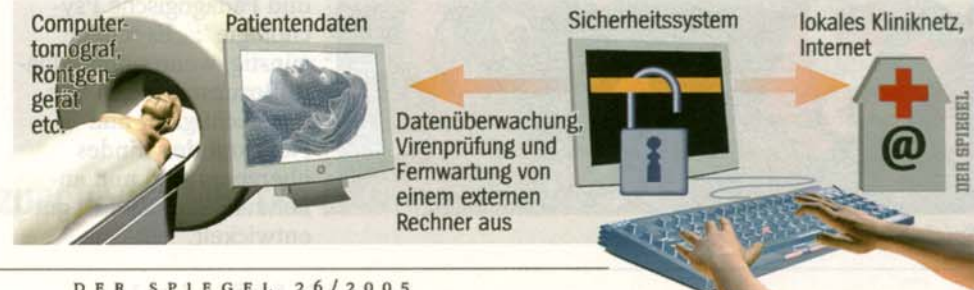 Computer-
tomograf,
Röntgen-
gerät
etc.
Patientendaten
Datenüberwachung,
Virenprüfung und
Fernwartung von
einem externen
Rechner aus
Sicherheitssystem
lokales Kliniknetz,
Internet
@
DER SPIEGEL
entwickelt.
DER SPIEGEL 26/2005